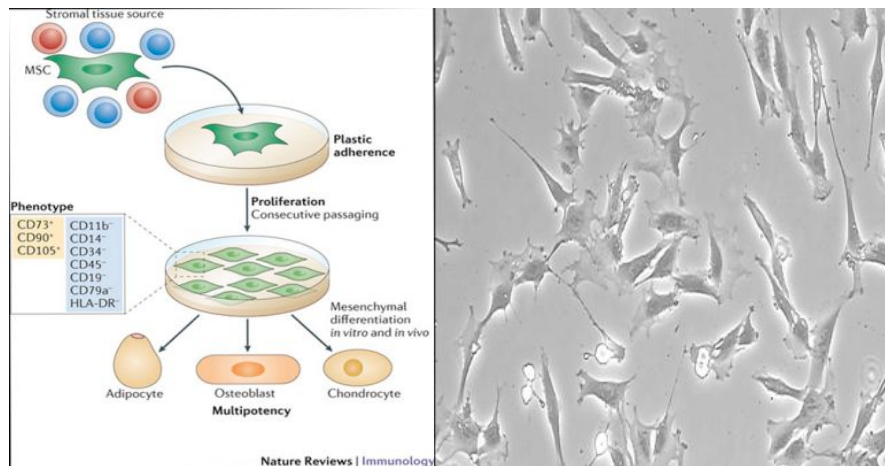 Stromal tissue source
MSC
Plastic
adherence
Proliferation
Consecutive passaging
Phenotype
CD73⁺
CD90⁺
CD105⁺
CD11b⁻
CD14⁻
CD34⁻
CD45⁻
CD19⁻
CD79a⁻
HLA-DR⁻
Mesenchymal
differentiation
in vitro and in vivo
Adipocyte
Osteoblast
Chondrocyte
Multipotency
Nature Reviews | Immunology